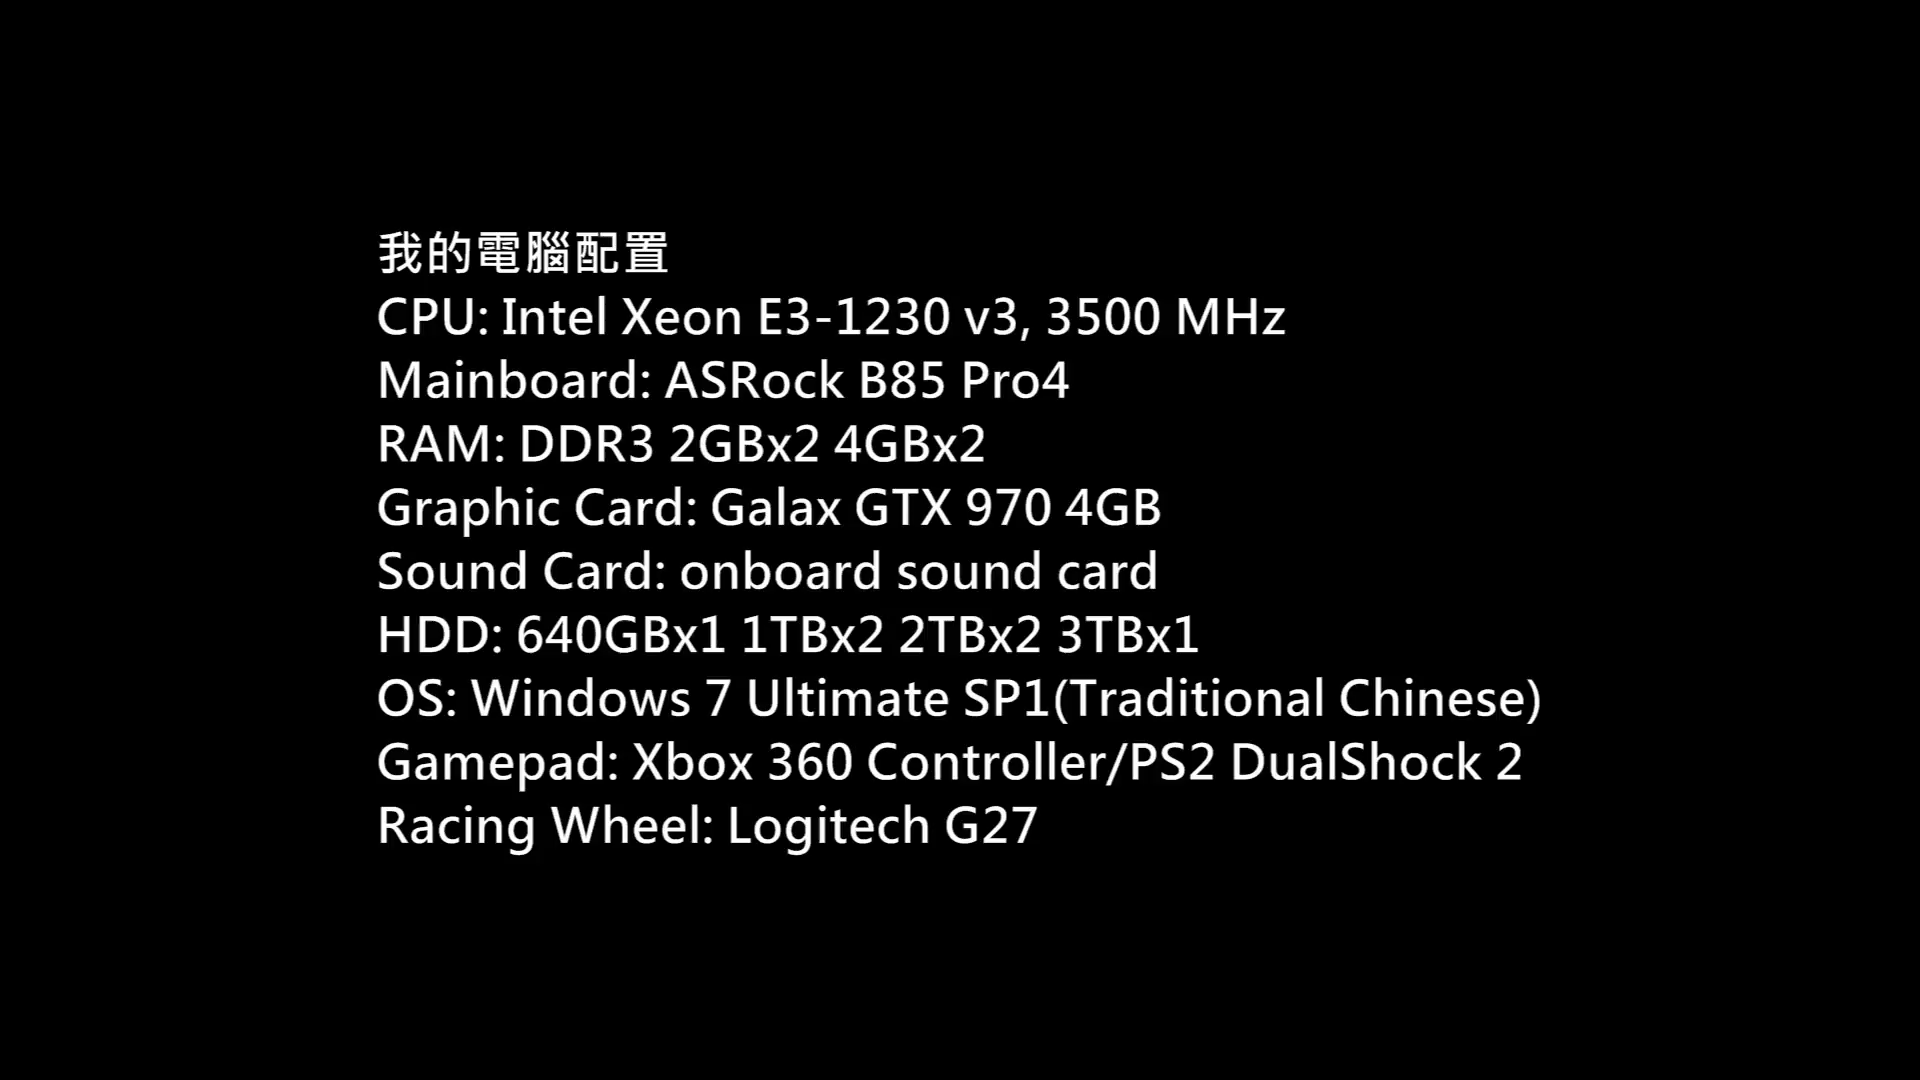 我的電腦配置
CPU: Intel Xeon E3-1230 v3, 3500 MHz
Mainboard: ASRock B85 Pro4
RAM: DDR3 2GBx2 4GBx2
Graphic Card: Galax GTX 970 4GB
Sound Card: onboard sound card
HDD: 640GBx1 1TBx2 2TBx2 3TBx1
OS: Windows 7 Ultimate SP1(Traditional Chinese)
Gamepad: Xbox 360 Controller/PS2 DualShock 2
Racing Wheel: Logitech G27